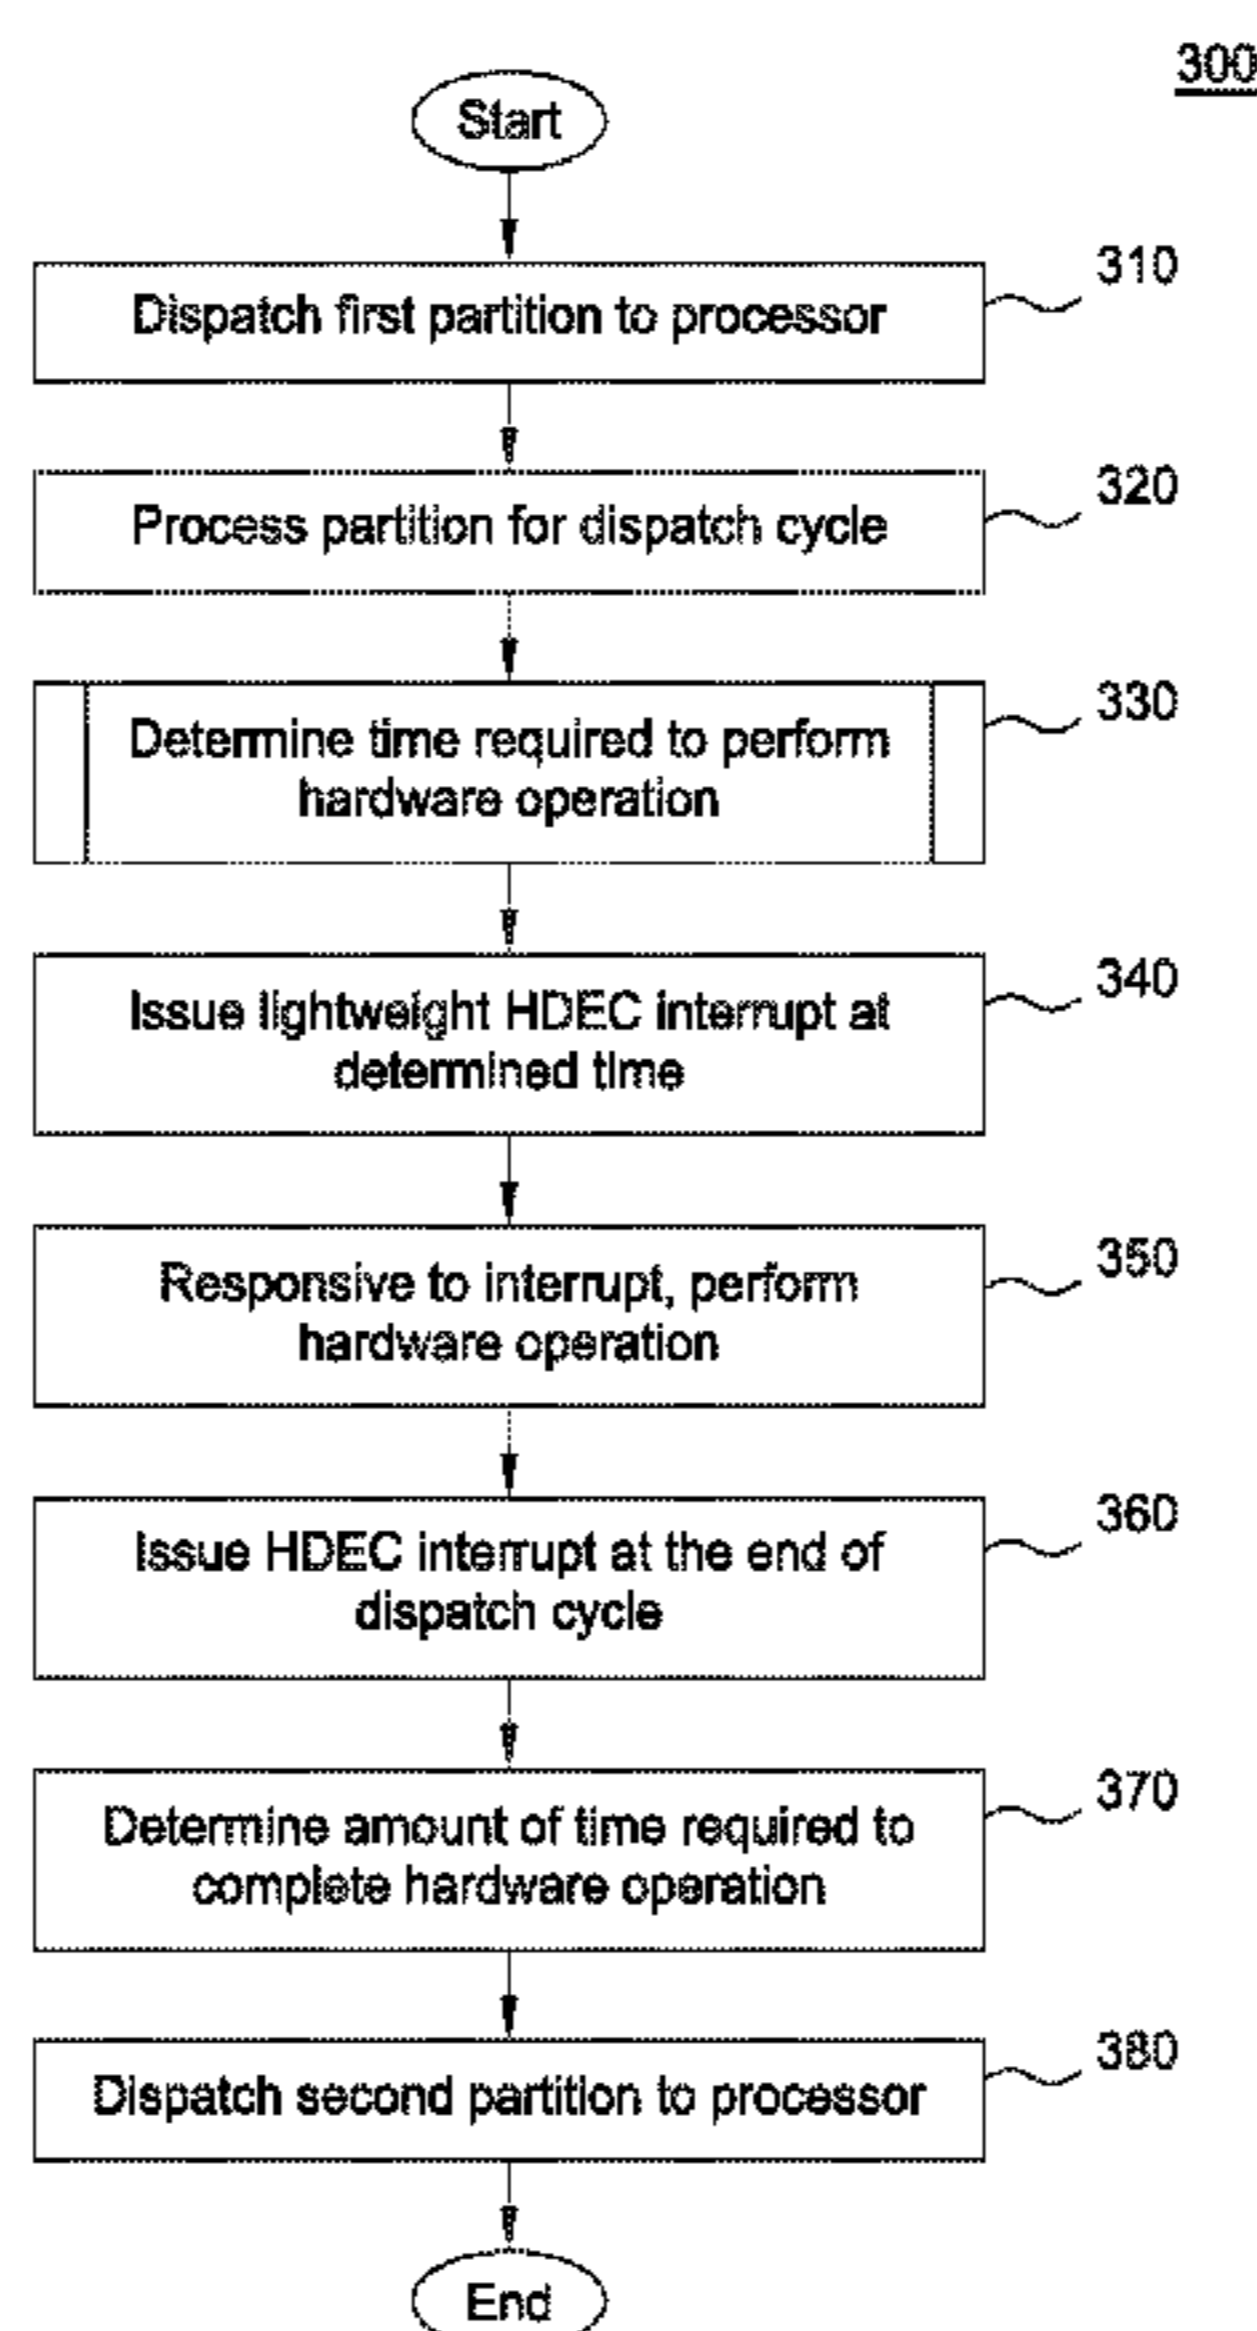 300
Start
Dispatch first partition to processor
310
Process partition for dispatch cycle
320
Determine time required to perform
hardware operation
330
Issue lightweight HDEC interrupt at
determined time
340
Responsive to interrupt, perform
hardware operation
350
Issue HDEC interrupt at the end of
dispatch cycle
360
Determine amount of time required to
complete hardware operation
370
Dispatch second partition to processor
380
End